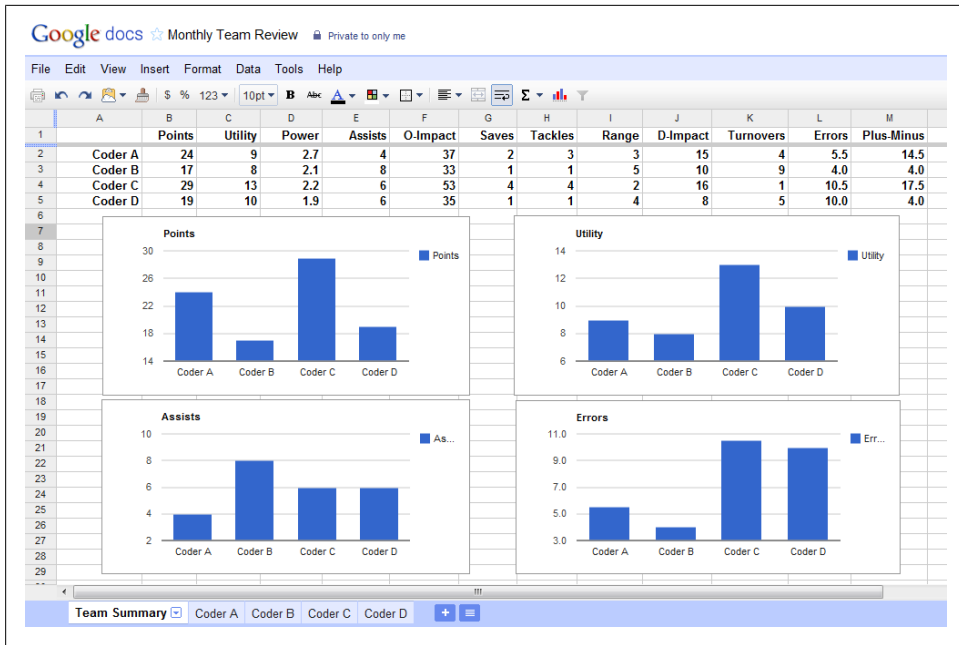 Google docs ☆ Monthly Team Review Private to only me
File Edit View Insert Format Data Tools Help
$ % 123 10pt B Abc A Σ
A B C D E F G H I J K L M
1 Points Utility Power Assists O-Impact Saves Tackles Range D-Impact Turnovers Errors Plus-Minus
2 Coder A 24 9 2.7 4 37 2 3 3 15 4 5.5 14.5
3 Coder B 17 8 2.1 8 33 1 1 5 10 9 4.0 4.0
4 Coder C 29 13 2.2 6 53 4 4 2 16 1 10.5 17.5
5 Coder D 19 10 1.9 6 35 1 1 4 8 5 10.0 4.0
6
7
8
9
10
11
12
13
14
15
16
17
18
19
20
21
22
23
24
25
26
27
28
29
Points
30
26
22
18
14
Coder A Coder B Coder C Coder D
Points
Utility
14
12
10
8
6
Coder A Coder B Coder C Coder D
Utility
Assists
10
8
6
4
2
Coder A Coder B Coder C Coder D
As...
Errors
11.0
9.0
7.0
5.0
3.0
Coder A Coder B Coder C Coder D
Err...
Team Summary Coder A Coder B Coder C Coder D